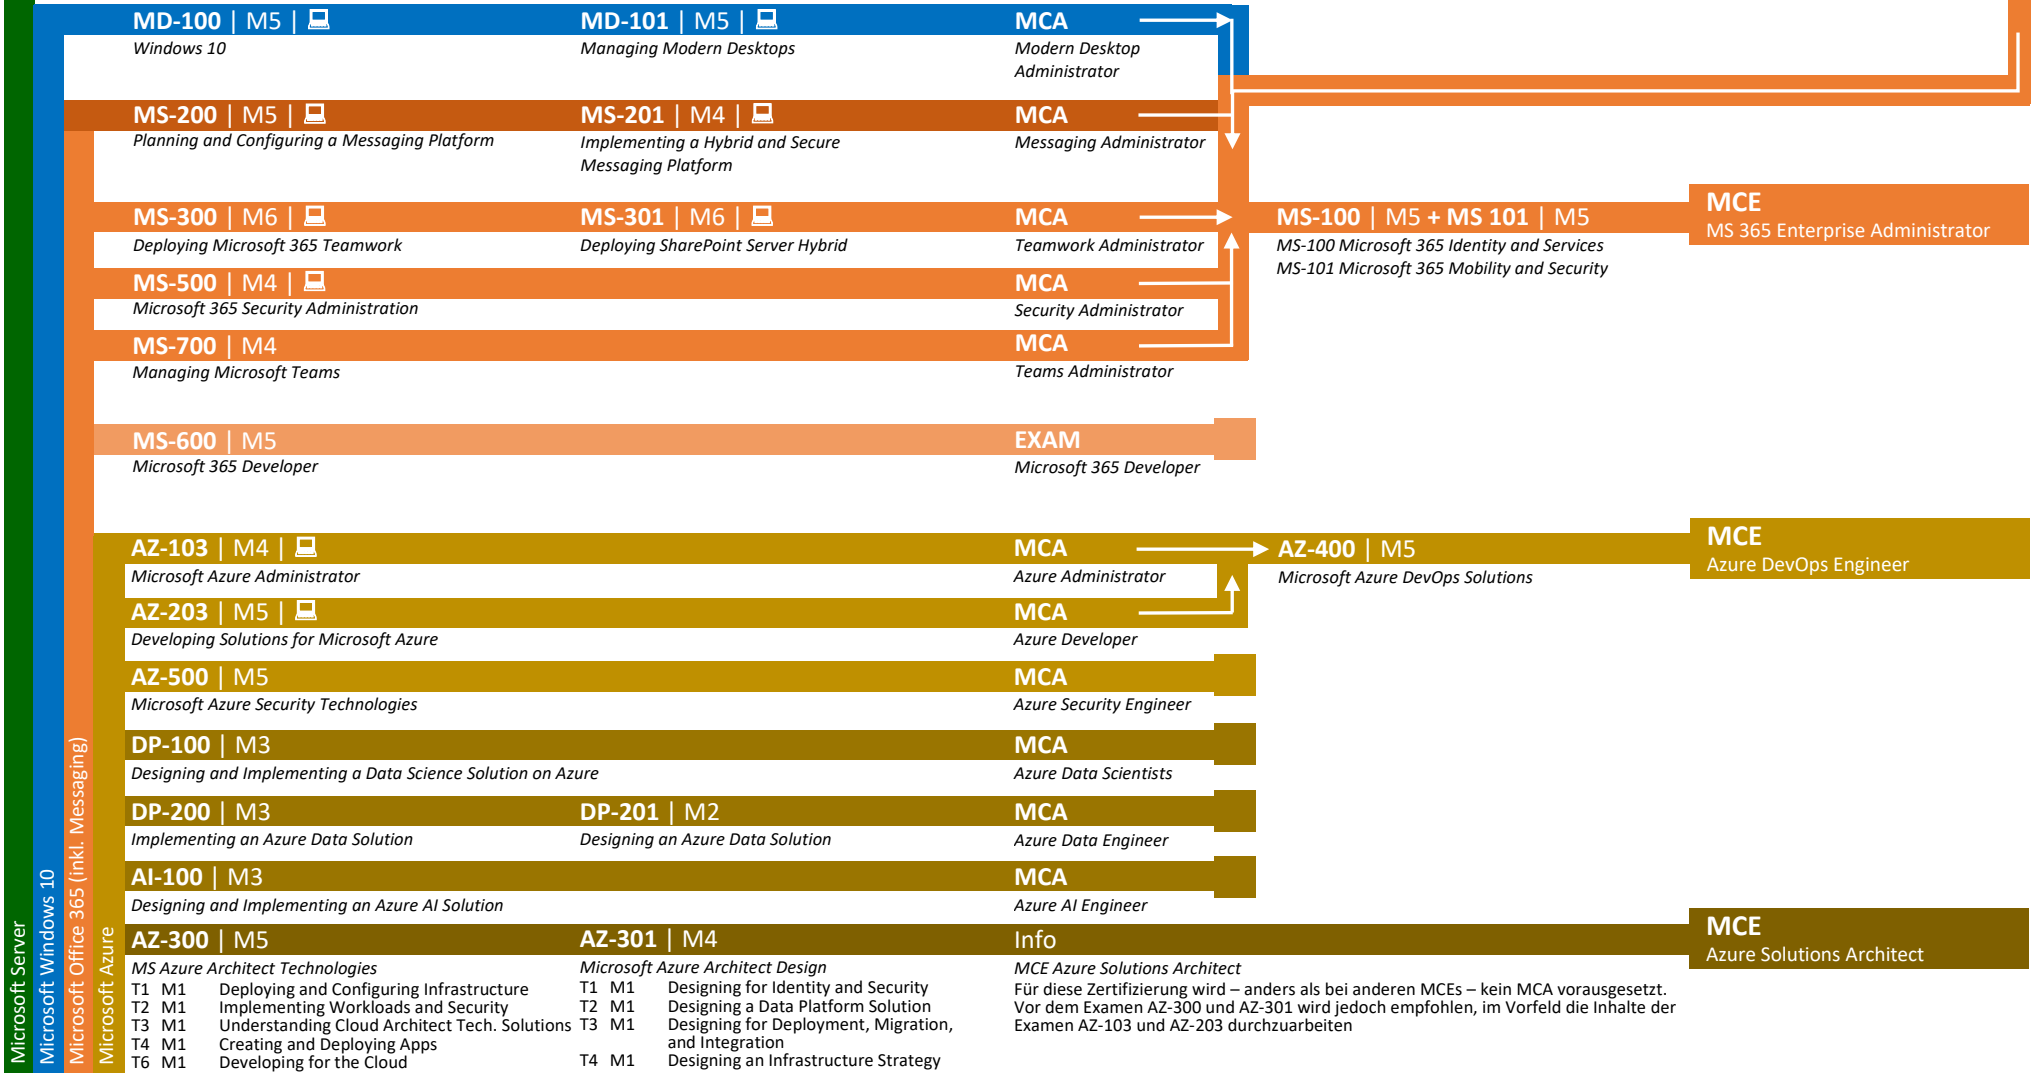 MD-100 | M5 |
MD-101 | M5 |
MCA
Windows 10
Managing Modern Desktops
Modern Desktop
Administrator
MS-200 | M5 |
MS-201 | M4 |
MCA
Planning and Configuring a Messaging Platform
Implementing a Hybrid and Secure
Messaging Platform
Messaging Administrator
MS-300 | M6 |
MS-301 | M6 |
MCA
MS-100 | M5 + MS 101 | M5
MCE
MS 365 Enterprise Administrator
Deploying Microsoft 365 Teamwork
Deploying SharePoint Server Hybrid
Teamwork Administrator
MS-100 Microsoft 365 Identity and Services
MS-101 Microsoft 365 Mobility and Security
MS-500 | M4 |
MCA
Microsoft 365 Security Administration
Security Administrator
MS-700 | M4
MCA
Managing Microsoft Teams
Teams Administrator
MS-600 | M5
EXAM
Microsoft 365 Developer
Microsoft 365 Developer
AZ-103 | M4 |
MCA
AZ-400 | M5
MCE
Azure DevOps Engineer
Microsoft Azure Administrator
Azure Administrator
Microsoft Azure DevOps Solutions
AZ-203 | M5 |
MCA
Developing Solutions for Microsoft Azure
Azure Developer
AZ-500 | M5
MCA
Microsoft Azure Security Technologies
Azure Security Engineer
DP-100 | M3
MCA
Designing and Implementing a Data Science Solution on Azure
Azure Data Scientists
DP-200 | M3
DP-201 | M2
MCA
Implementing an Azure Data Solution
Designing an Azure Data Solution
Azure Data Engineer
AI-100 | M3
MCA
Designing and Implementing an Azure AI Solution
Azure AI Engineer
AZ-300 | M5
AZ-301 | M4
Info
MCE
Azure Solutions Architect
MS Azure Architect Technologies
T1 M1 Deploying and Configuring Infrastructure
T2 M1 Implementing Workloads and Security
T3 M1 Understanding Cloud Architect Tech. Solutions
T4 M1 Creating and Deploying Apps
T6 M1 Developing for the Cloud
Microsoft Azure Architect Design
T1 M1 Designing for Identity and Security
T2 M1 Designing a Data Platform Solution
T3 M1 Designing for Deployment, Migration,
and Integration
T4 M1 Designing an Infrastructure Strategy
MCE Azure Solutions Architect
Für diese Zertifizierung wird – anders als bei anderen MCEs – kein MCA vorausgesetzt.
Vor dem Examen AZ-300 und AZ-301 wird jedoch empfohlen, im Vorfeld die Inhalte der
Examen AZ-103 und AZ-203 durchzuarbeiten
Microsoft Server
Microsoft Windows 10
Microsoft Office 365 (inkl. Messaging)
Microsoft Azure